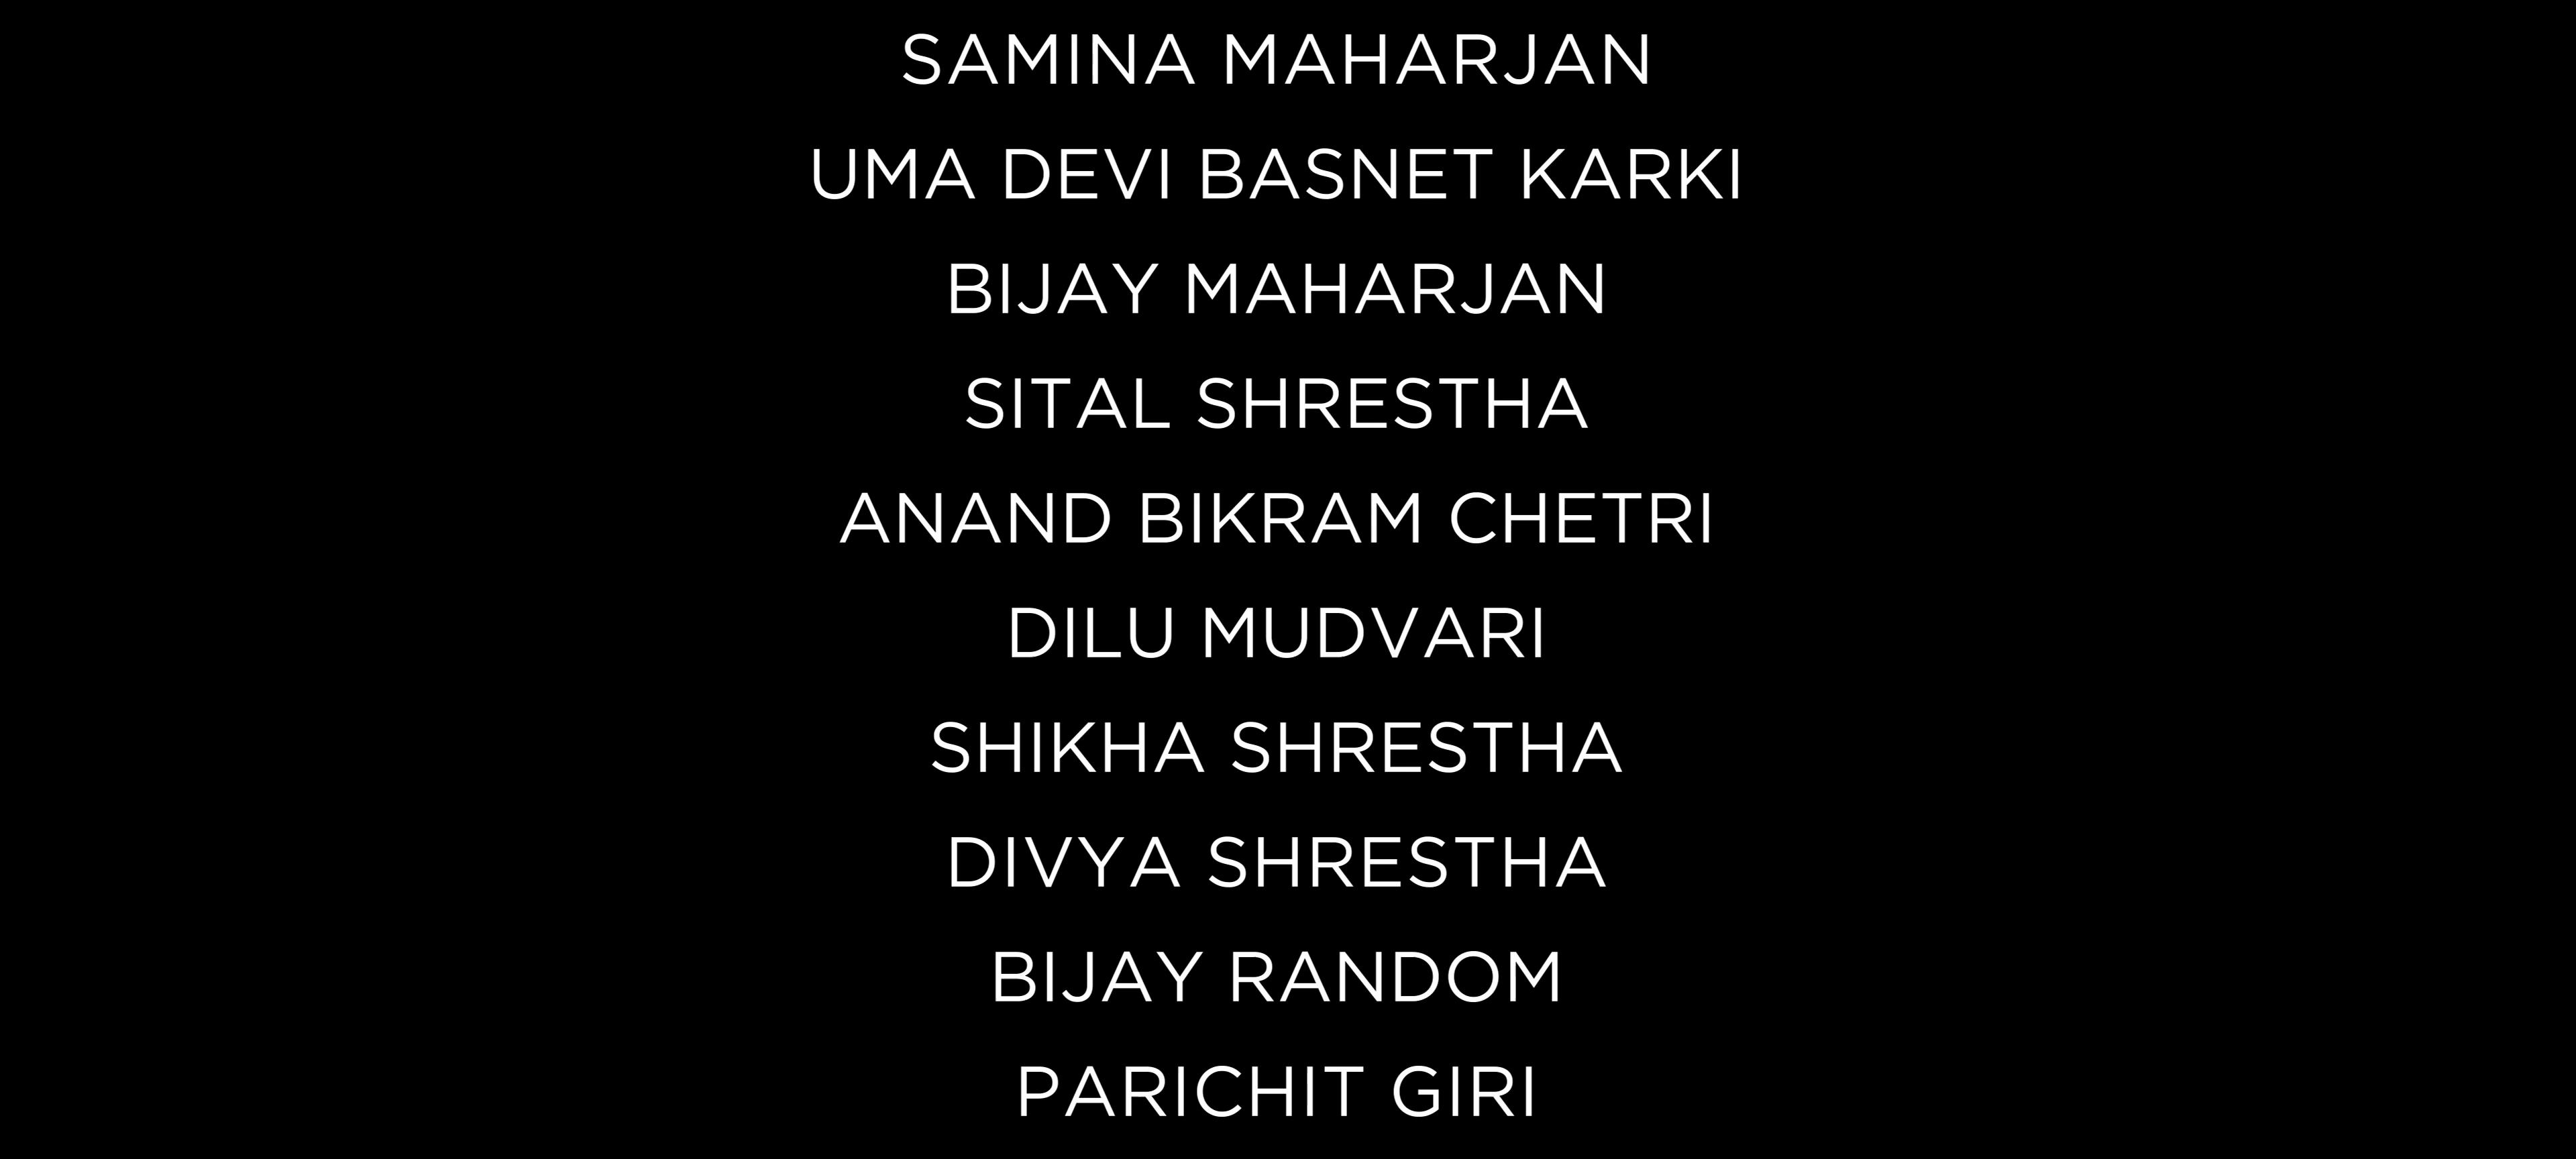 SAMINA MAHARJAN
UMA DEVI BASNET KARKI
BIJAY MAHARJAN
SITAL SHRESTHA
ANAND BIKRAM CHETRI
DILU MUDVARI
SHIKHA SHRESTHA
DIVYA SHRESTHA
BIJAY RANDOM
PARICHIT GIRI